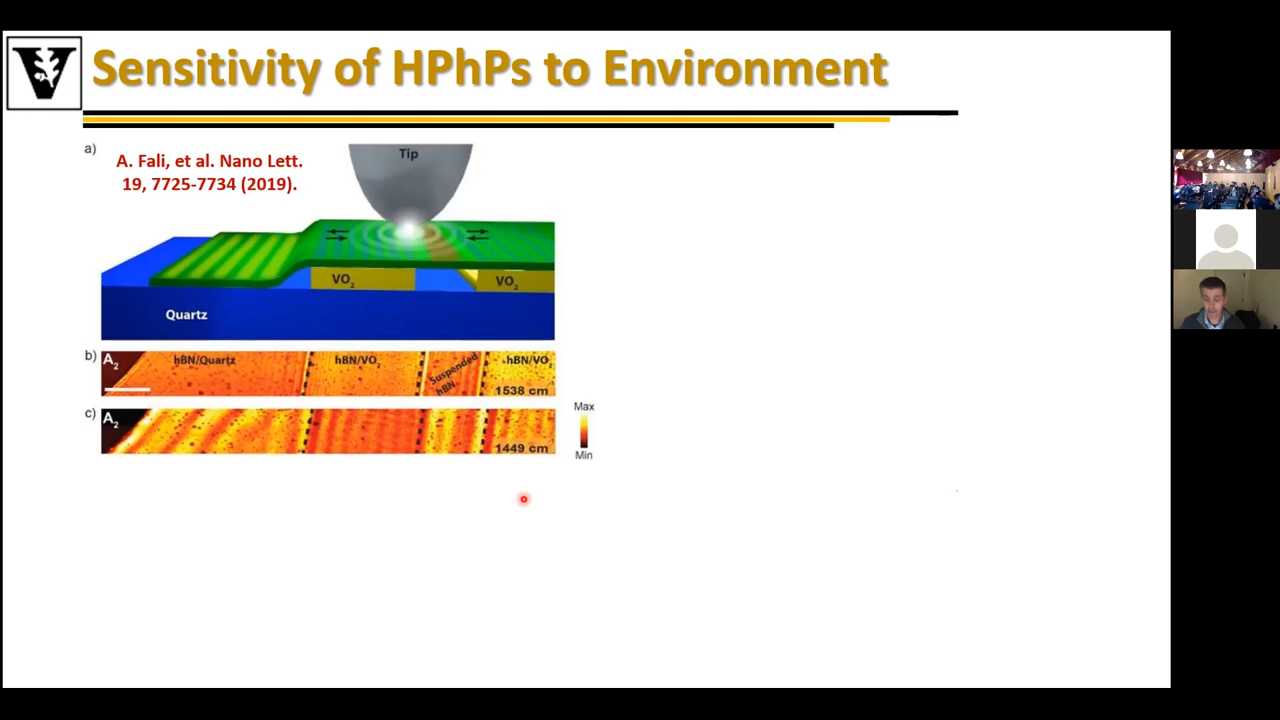 V
Sensitivity of HPhPs to Environment
a)
A. Fali, et al. Nano Lett.
19, 7725-7734 (2019).
Tip
VO2
VO2
Quartz
b)
A2
hBN/Quartz
hBN/VO2
Suspended
hBN
hBN/VO2
1538 cm
c)
A2
1449 cm
Max
Min